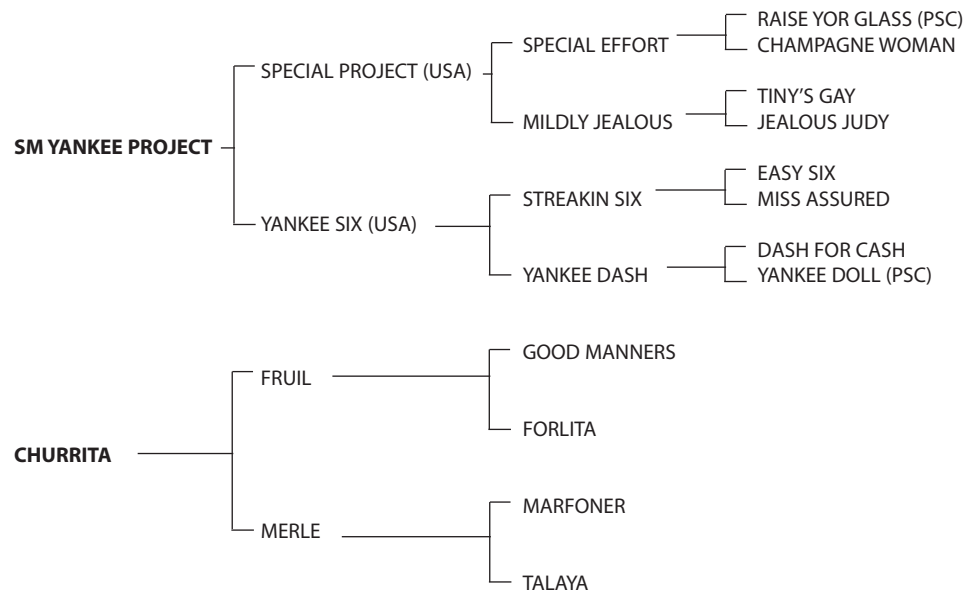 RAISE YOR GLASS (PSC)
SPECIAL EFFORT
CHAMPAGNE WOMAN
SPECIAL PROJECT (USA)
TINY'S GAY
MILDLY JEALOUS
JEALOUS JUDY
SM YANKEE PROJECT
EASY SIX
STREAKIN SIX
MISS ASSURED
YANKEE SIX (USA)
DASH FOR CASH
YANKEE DASH
YANKEE DOLL (PSC)
GOOD MANNERS
FRUIL
FORLITA
CHURRITA
MARFONER
MERLE
TALAYA